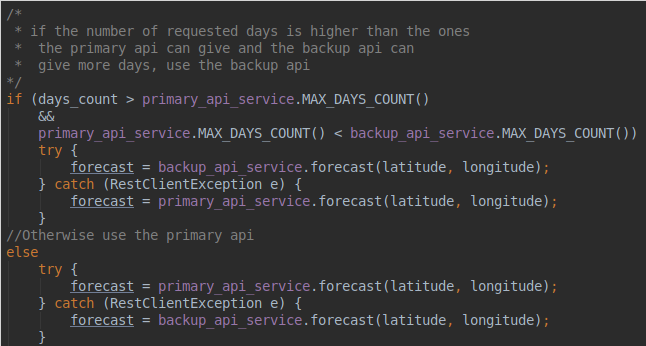 /*
 * if the number of requested days is higher than the ones
 *  the primary api can give and the backup api can
 *  give more days, use the backup api
*/
if (days_count > primary_api_service.MAX_DAYS_COUNT()
    &&
    primary_api_service.MAX_DAYS_COUNT() < backup_api_service.MAX_DAYS_COUNT())
    try {
        forecast = backup_api_service.forecast(latitude, longitude);
    } catch (RestClientException e) {
        forecast = primary_api_service.forecast(latitude, longitude);
    }
//Otherwise use the primary api
else
    try {
        forecast = primary_api_service.forecast(latitude, longitude);
    } catch (RestClientException e) {
        forecast = backup_api_service.forecast(latitude, longitude);
    }